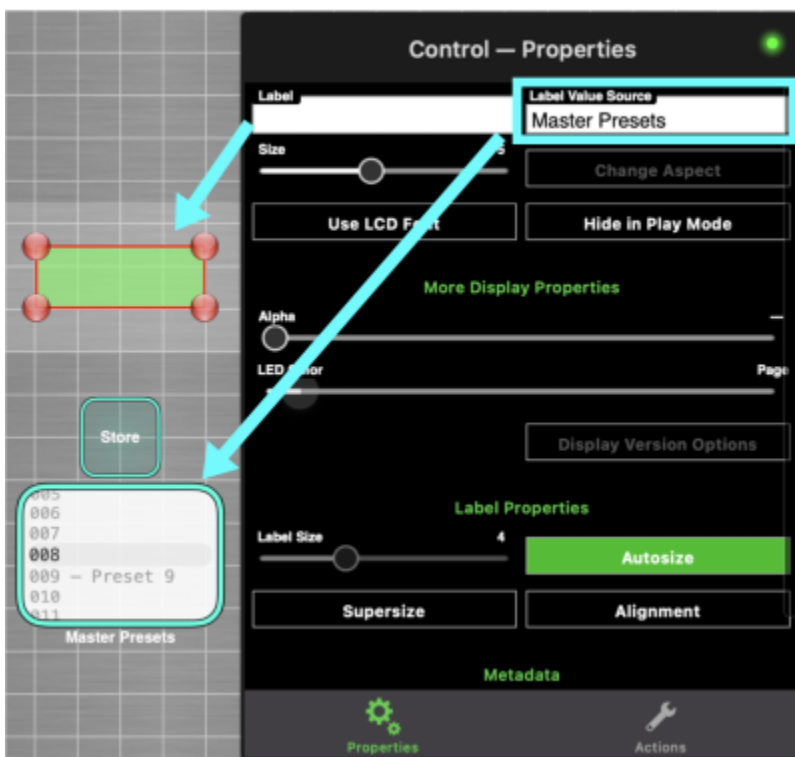 Control — Properties
Label
Label Value Source
Master Presets
Size
5
Change Aspect
Use LCD Font
Hide in Play Mode
More Display Properties
Alpha
—
LED Color
Page
Display Version Options
Label Properties
Label Size
4
Autosize
Supersize
Alignment
Metadata
Properties
Actions
Store
005
006
007
008
009 — Preset 9
010
011
Master Presets